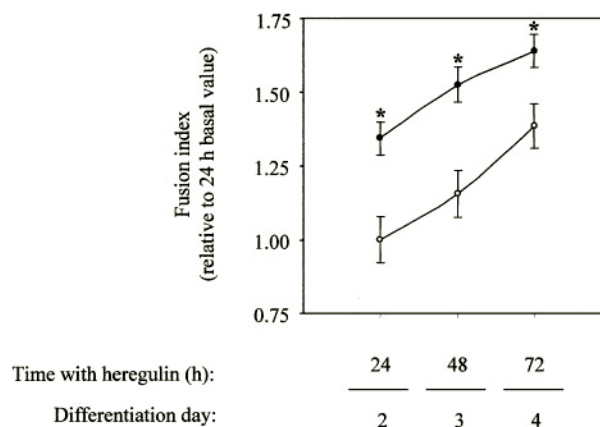 Fusion index
(relative to 24 h basal value)
1.75
1.50
1.25
1.00
0.75
* * *
Time with heregulin (h): 24 48 72
Differentiation day: 2 3 4